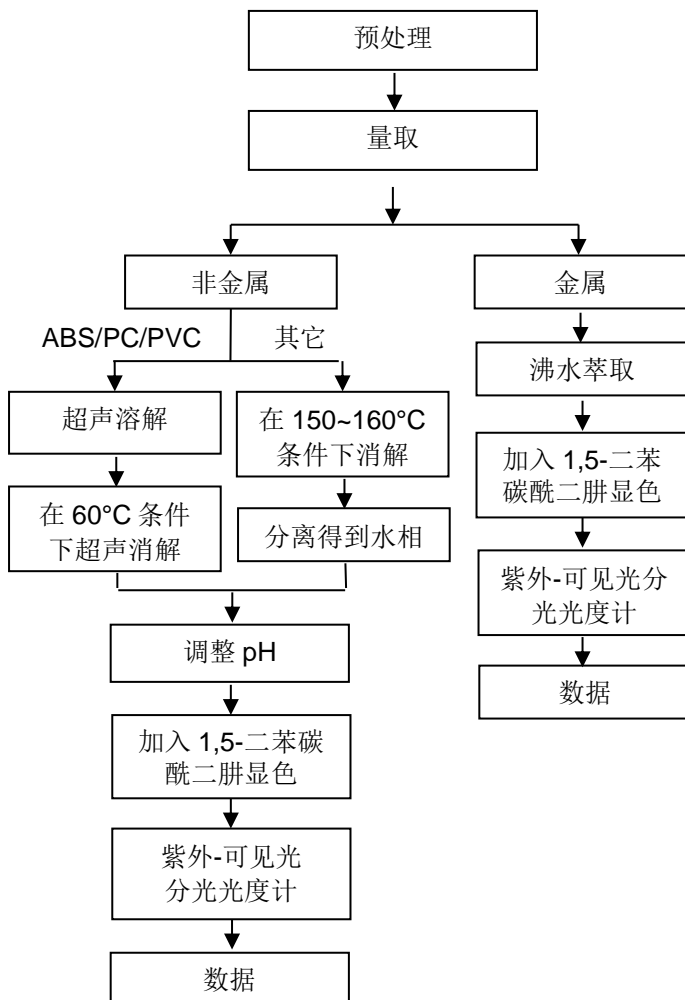 预处理
量取
非金属
金属
ABS/PC/PVC
其它
沸水萃取
超声溶解
在 150~160°C
条件下消解
加入 1,5-二苯
碳酰二肼显色
在 60°C 条件
下超声消解
分离得到水相
紫外-可见光分
光光度计
调整 pH
数据
加入 1,5-二苯碳
酰二肼显色
紫外-可见光
分光光度计
数据